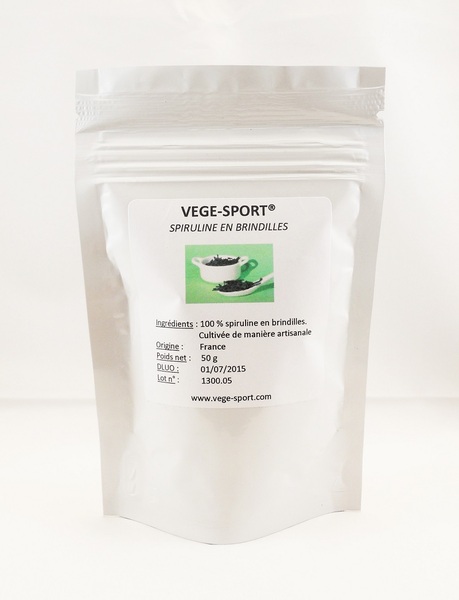 VEGE-SPORT®
SPIRULINE EN BRINDILLES
Ingrédients : 100 % spiruline en brindilles.
Cultivée de manière artisanale
Origine : France
Poids net : 50 g
DLUO : 01/07/2015
Lot n° : 1300.05
www.vege-sport.com